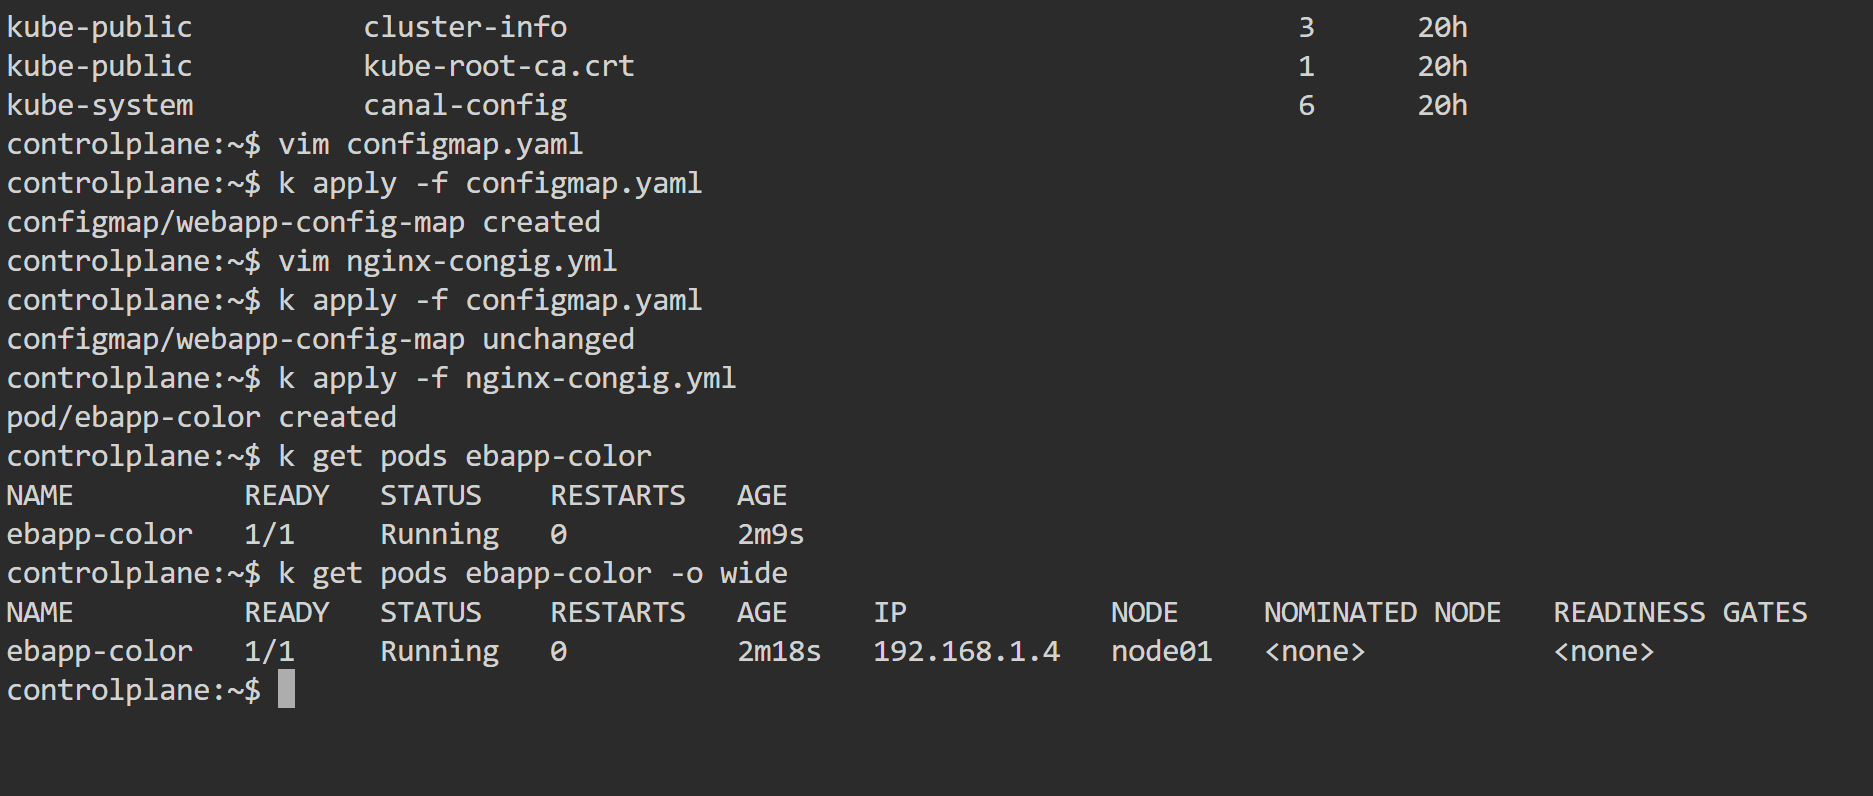 kube-public          cluster-info                                           3      20h
kube-public          kube-root-ca.crt                                       1      20h
kube-system          canal-config                                           6      20h
controlplane:~$ vim configmap.yaml
controlplane:~$ k apply -f configmap.yaml
configmap/webapp-config-map created
controlplane:~$ vim nginx-congig.yml
controlplane:~$ k apply -f configmap.yaml
configmap/webapp-config-map unchanged
controlplane:~$ k apply -f nginx-congig.yml
pod/ebapp-color created
controlplane:~$ k get pods ebapp-color
NAME          READY   STATUS    RESTARTS   AGE
ebapp-color   1/1     Running   0          2m9s
controlplane:~$ k get pods ebapp-color -o wide
NAME          READY   STATUS    RESTARTS   AGE     IP            NODE     NOMINATED NODE   READINESS GATES
ebapp-color   1/1     Running   0          2m18s   192.168.1.4   node01   <none>           <none>
controlplane:~$